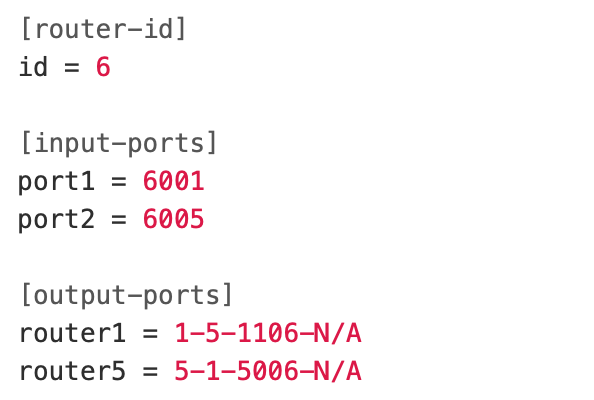 [router-id]
id = 6
[input-ports]
port1 = 6001
port2 = 6005
[output-ports]
router1 = 1-5-1106-N/A
router5 = 5-1-5006-N/A